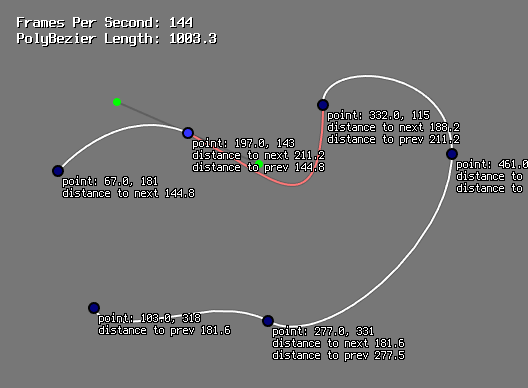 Frames Per Second: 144
PolyBezier Length: 1003.3
point: 332.0, 115
distance to next 188.2
distance to prev 211.2
point: 197.0, 143
distance to next 211.2
distance to prev 144.8
point: 461.0
distance to
distance to
point: 67.0, 181
distance to next 144.8
point: 103.0, 318
distance to prev 181.6
point: 277.0, 331
distance to next 181.6
distance to prev 277.5